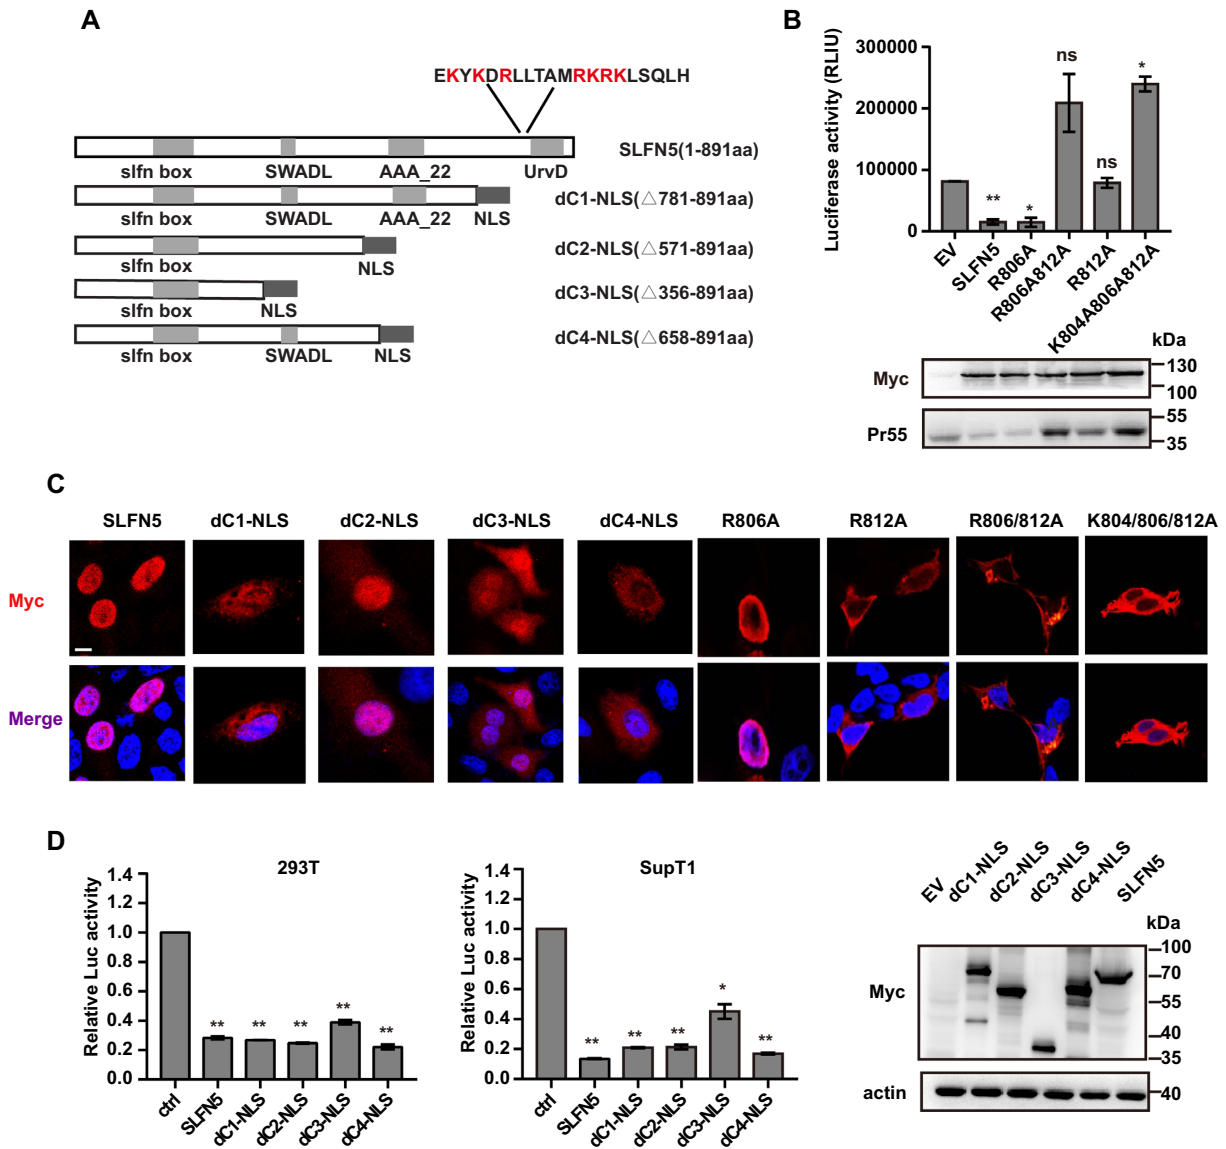 A
EKYKDRLLTAMRKRKLSQLH
SLFN5(1-891aa)
slfn box SWADL AAA_22 UrvD
dC1-NLS(△781-891aa)
slfn box SWADL AAA_22 NLS
dC2-NLS(△571-891aa)
slfn box NLS
dC3-NLS(△356-891aa)
slfn box NLS
dC4-NLS(△658-891aa)
slfn box SWADL NLS
B
Luciferase activity (RLIU)
300000
200000
100000
0
** * ns ns *
EV SLFN5 R806A R806A812A R812A K804A806A812A
kDa
Myc
130
100
Pr55
55
35
C
SLFN5 dC1-NLS dC2-NLS dC3-NLS dC4-NLS R806A R812A R806/812A K804/806/812A
Myc
Merge
D
293T
Relative Luc activity
1.4
1.2
1.0
0.8
0.6
0.4
0.2
0.0
** ** ** ** **
ctrl SLFN5 dC1-NLS dC2-NLS dC3-NLS dC4-NLS
SupT1
Relative Luc activity
1.4
1.2
1.0
0.8
0.6
0.4
0.2
0.0
** ** ** * **
ctrl SLFN5 dC1-NLS dC2-NLS dC3-NLS dC4-NLS
EV dC1-NLS dC2-NLS dC3-NLS dC4-NLS SLFN5
kDa
Myc
100
70
55
40
35
actin
40